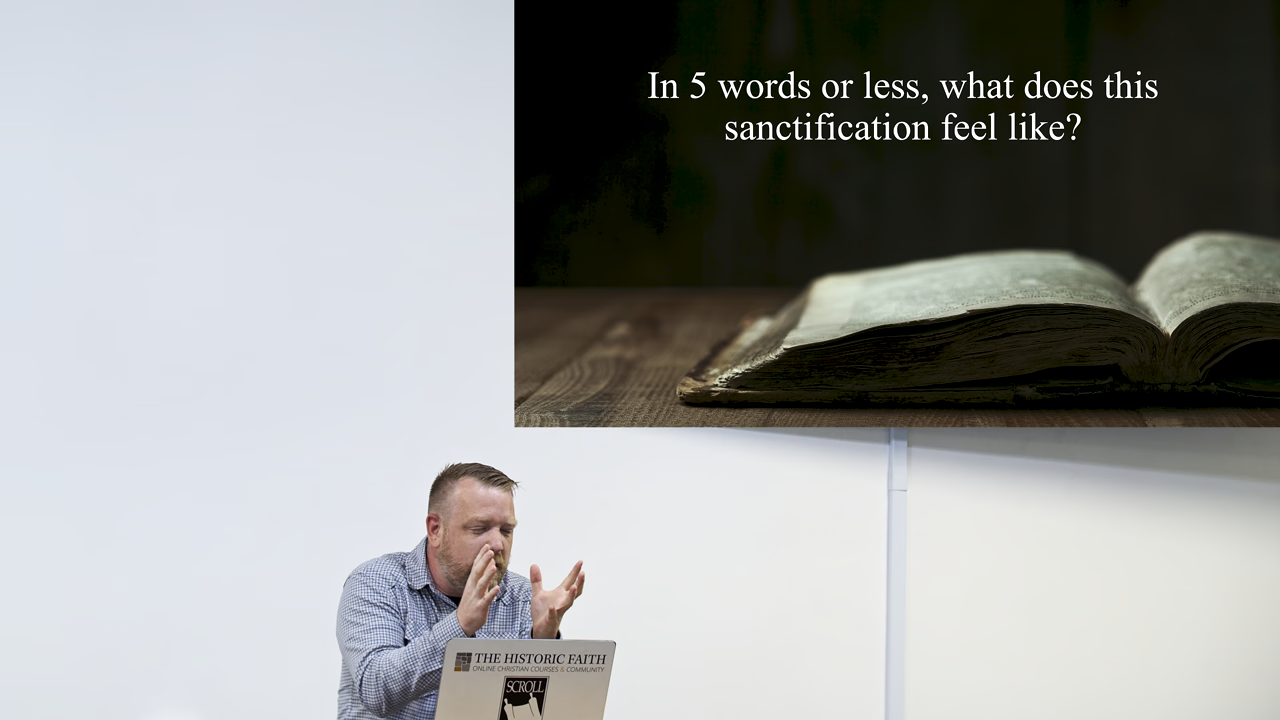 In 5 words or less, what does this
sanctification feel like?
THE HISTORIC FAITH
ONLINE CHRISTIAN COURSES & COMMUNITY
SCROLL